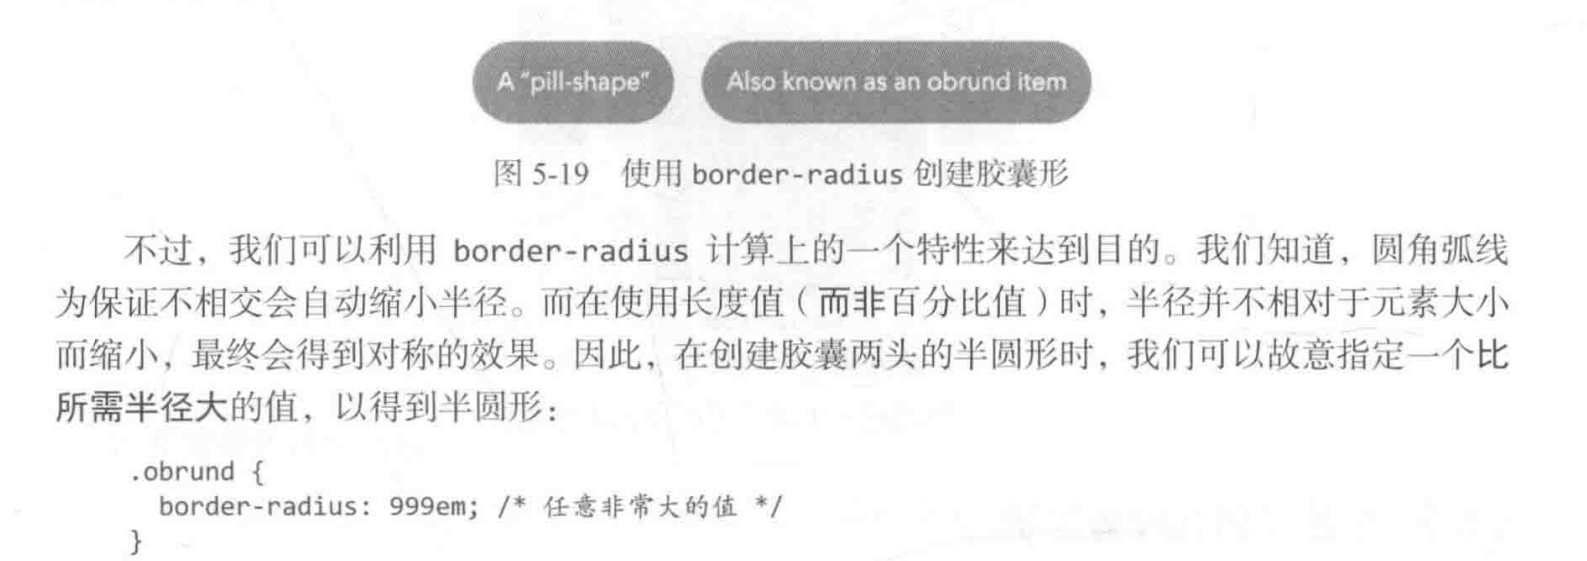 A “pill-shape” Also known as an obrund item
图 5-19 使用 border-radius 创建胶囊形
不过，我们可以利用 border-radius 计算上的一个特性来达到目的。我们知道，圆角弧线
为保证不相交会自动缩小半径。而在使用长度值（而非百分比值）时，半径并不相对于元素大小
而缩小，最终会得到对称的效果。因此，在创建胶囊两头的半圆形时，我们可以故意指定一个比
所需半径大的值，以得到半圆形：
.obrund {
  border-radius: 999em; /* 任意非常大的值 */
}